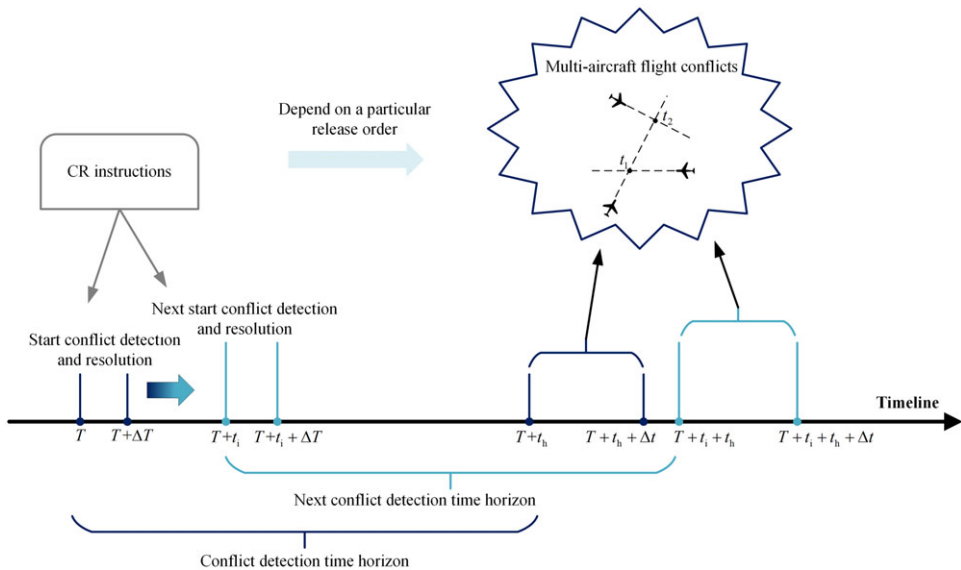 Multi-aircraft flight conflicts
t₂
t₁
Depend on a particular
release order
CR instructions
Next start conflict detection
and resolution
Start conflict detection
and resolution
Timeline
T
T+ΔT
T+tᵢ
T+tᵢ+ΔT
T+tₕ
T+tₕ+Δt
T+tᵢ+tₕ
T+tᵢ+tₕ+Δt
Next conflict detection time horizon
Conflict detection time horizon